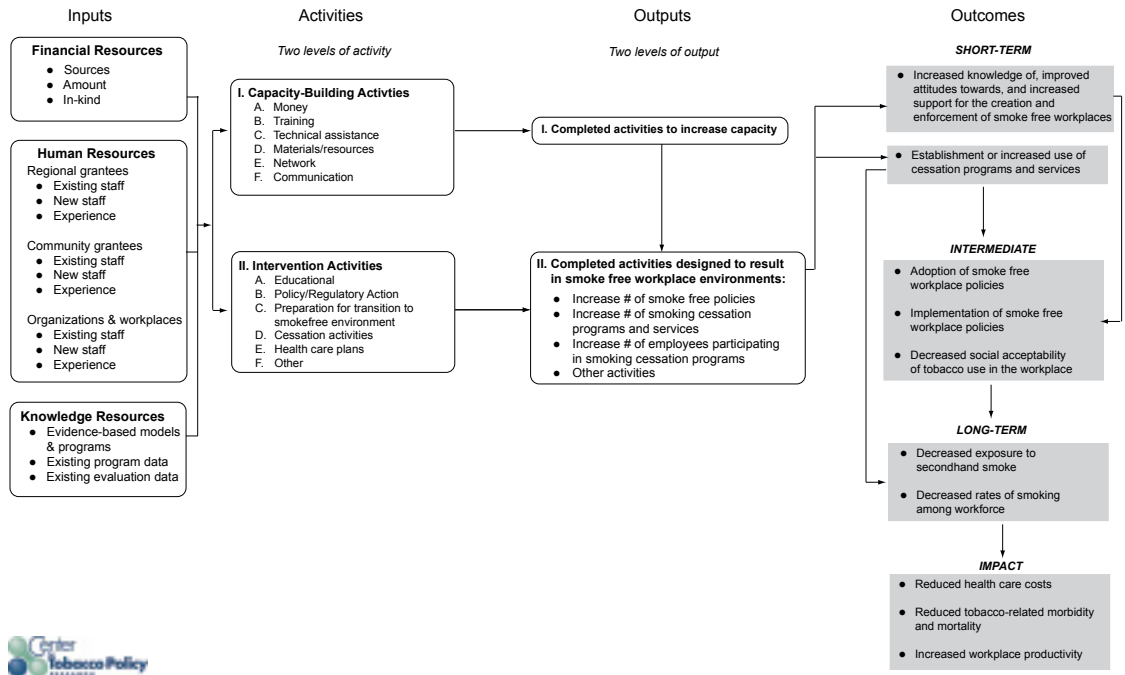 Inputs
Financial Resources
● Sources
● Amount
● In-kind
Human Resources
Regional grantees
● Existing staff
● New staff
● Experience
Community grantees
● Existing staff
● New staff
● Experience
Organizations & workplaces
● Existing staff
● New staff
● Experience
Knowledge Resources
● Evidence-based models
& programs
● Existing program data
● Existing evaluation data
Activities
Two levels of activity
I. Capacity-Building Activties
A. Money
B. Training
C. Technical assistance
D. Materials/resources
E. Network
F. Communication
II. Intervention Activities
A. Educational
B. Policy/Regulatory Action
C. Preparation for transition to
smokefree environment
D. Cessation activities
E. Health care plans
F. Other
Outputs
Two levels of output
I. Completed activities to increase capacity
II. Completed activities designed to result
in smoke free workplace environments:
● Increase # of smoke free policies
● Increase # of smoking cessation
programs and services
● Increase # of employees participating
in smoking cessation programs
● Other activities
Outcomes
SHORT-TERM
● Increased knowledge of, improved
attitudes towards, and increased
support for the creation and
enforcement of smoke free workplaces
● Establishment or increased use of
cessation programs and services
INTERMEDIATE
● Adoption of smoke free
workplace policies
● Implementation of smoke free
workplace policies
● Decreased social acceptability
of tobacco use in the workplace
LONG-TERM
● Decreased exposure to
secondhand smoke
● Decreased rates of smoking
among workforce
IMPACT
● Reduced health care costs
● Reduced tobacco-related morbidity
and mortality
● Increased workplace productivity
Center
Tobacco Policy